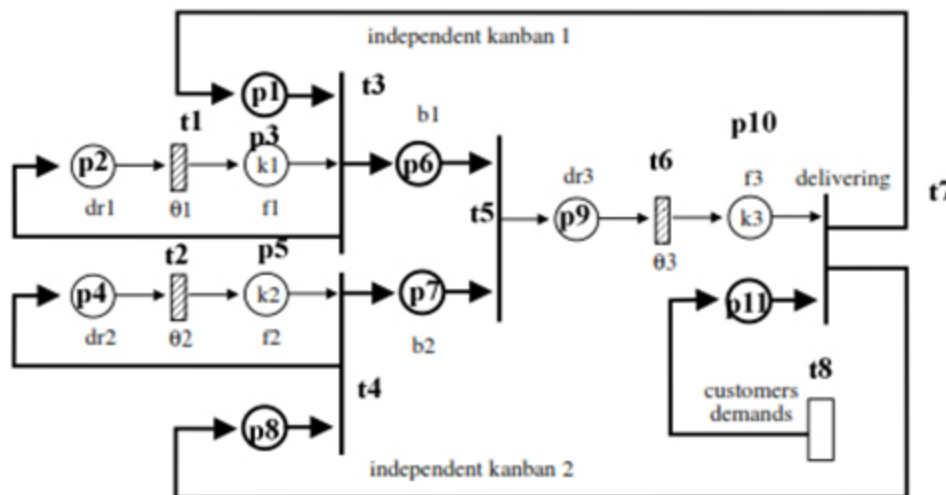 independent kanban 1
p1
t3
t1
b1
p10
p3
t6
p2
k1
p6
dr3
f3
delivering
dr1
θ1
f1
t5
p9
k3
t7
t2
p5
θ3
p4
k2
p7
p11
dr2
θ2
f2
b2
t8
t4
customers
demands
p8
independent kanban 2